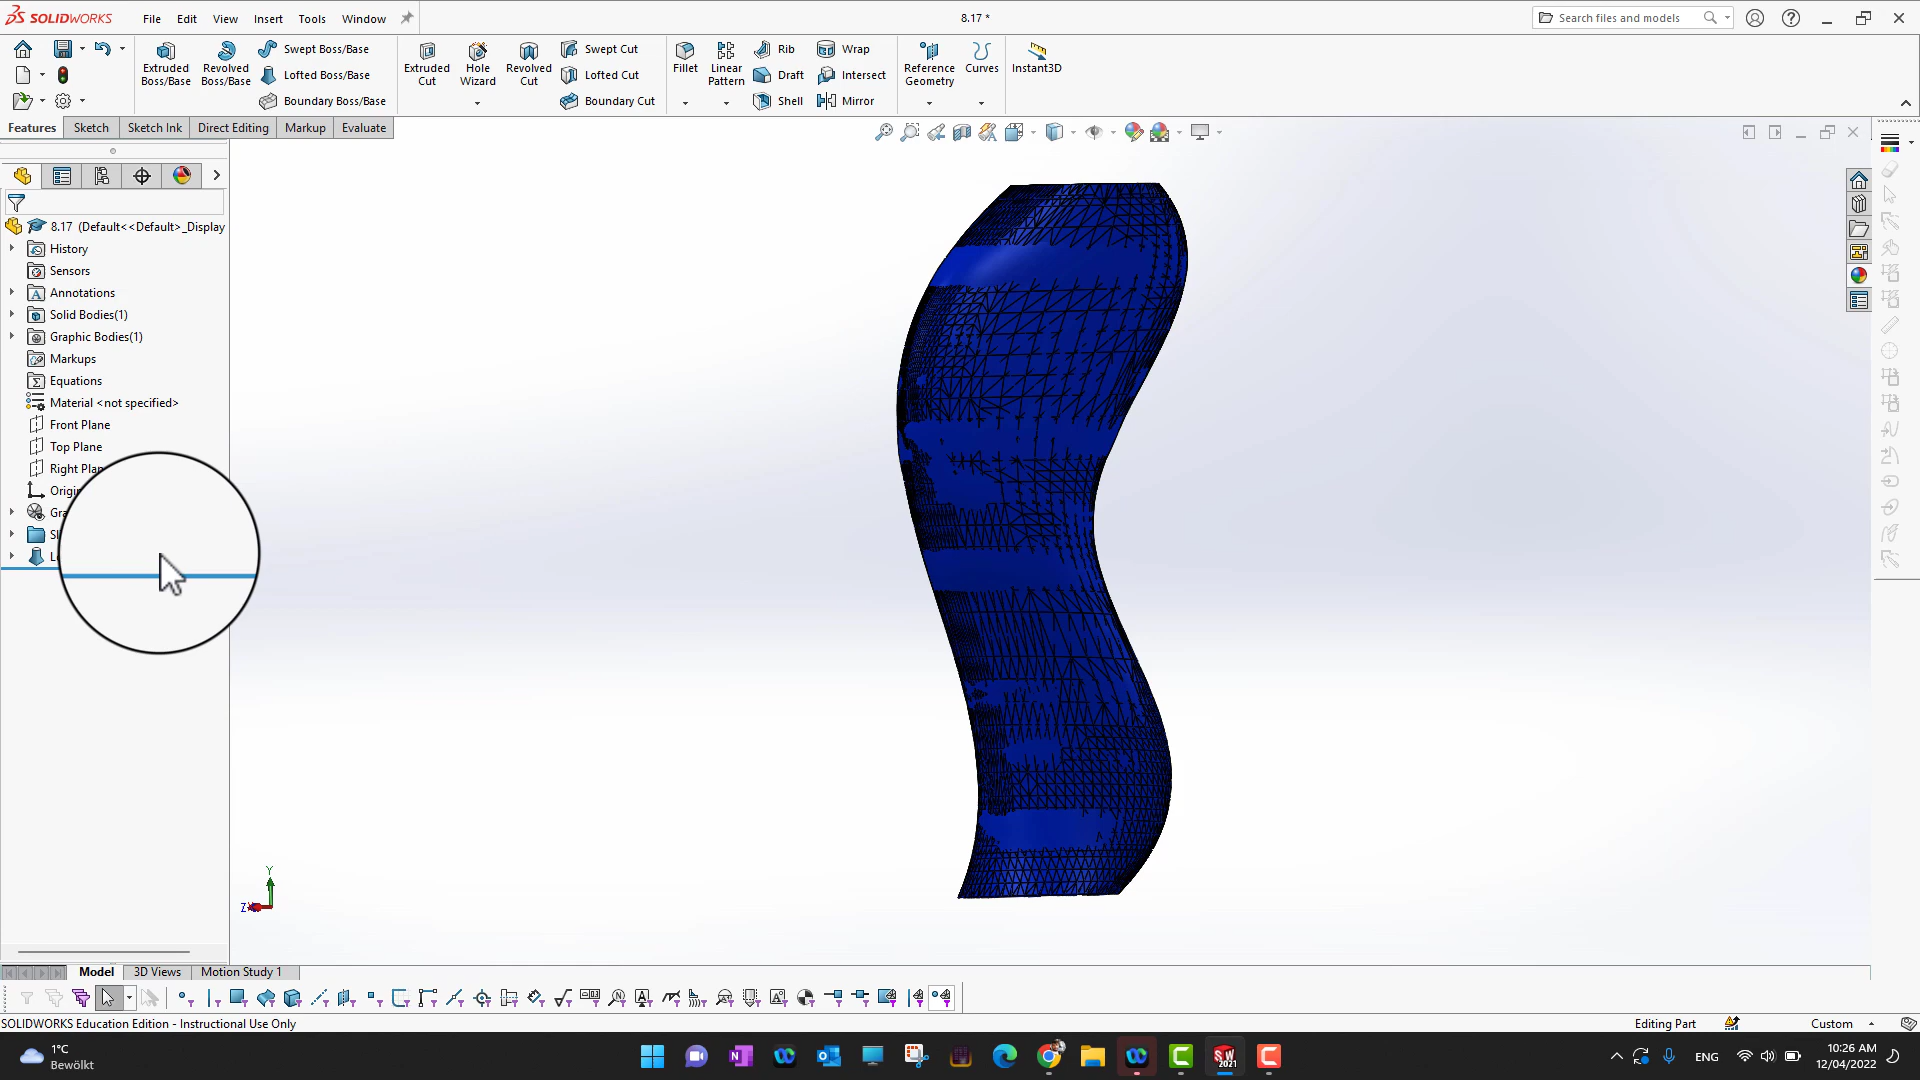 SOLIDWORKS File Edit View Insert Tools Window 8.17 * Search files and models
Extruded Boss/Base Revolved Boss/Base Swept Boss/Base Extruded Cut Hole Wizard Revolved Cut Swept Cut Fillet Linear Pattern Rib Wrap Reference Geometry Curves Instant3D
Lofted Boss/Base Lofted Cut Draft Intersect
Boundary Boss/Base Boundary Cut Shell Mirror
Features Sketch Sketch Ink Direct Editing Markup Evaluate
8.17 (Default<<Default>_Display
History
Sensors
Annotations
Solid Bodies(1)
Graphic Bodies(1)
Markups
Equations
Material <not specified>
Front Plane
Top Plane
Right Plan
Origi
Gra
Sl
L
Y
Z
Model 3D Views Motion Study 1
SOLIDWORKS Education Edition - Instructional Use Only Editing Part Custom
1°C
Bewölkt
SW
2021
ENG
10:26 AM
12/04/2022